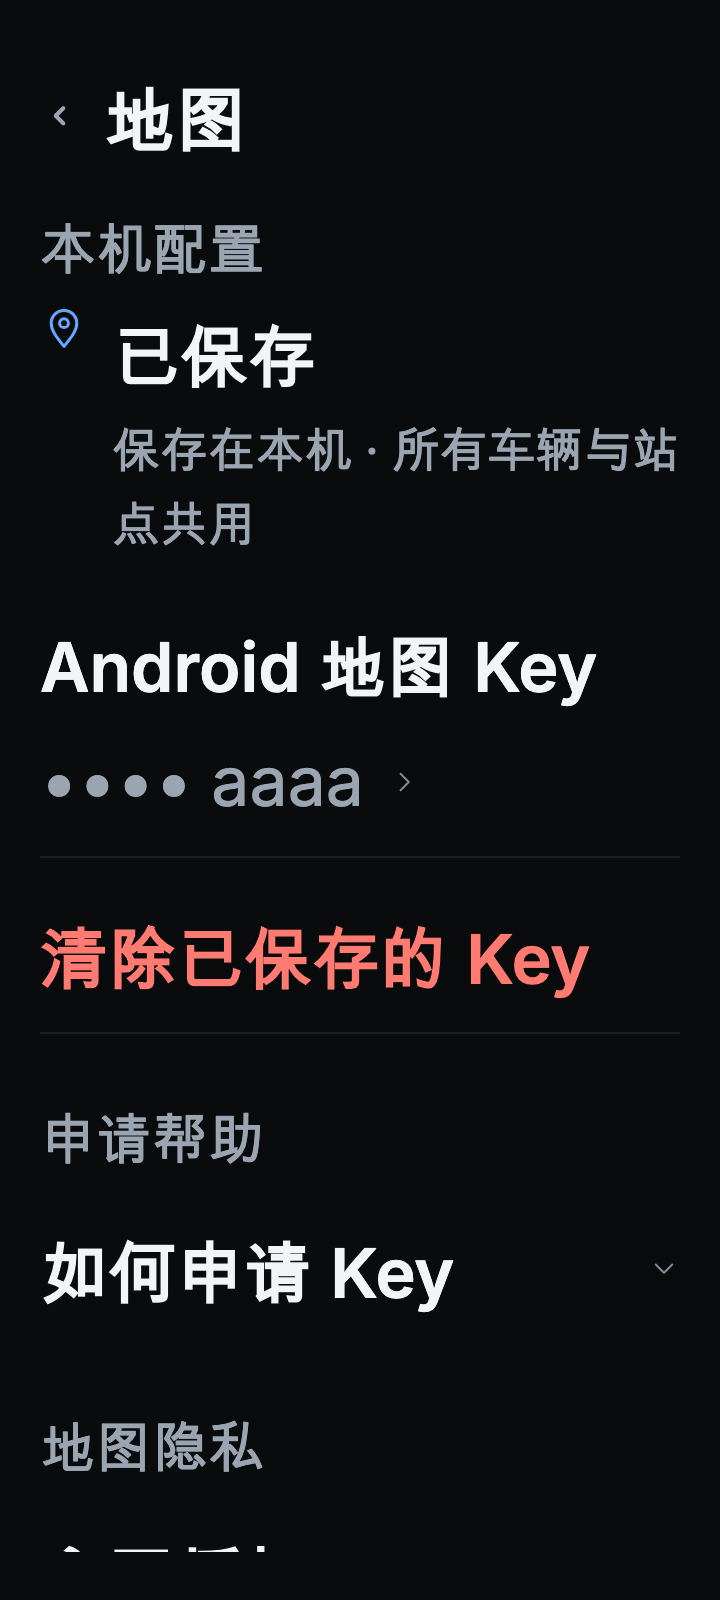 地图
本机配置
已保存
保存在本机 · 所有车辆与站
点共用
Android 地图 Key
•••• aaaa
清除已保存的 Key
申请帮助
如何申请 Key
地图隐私